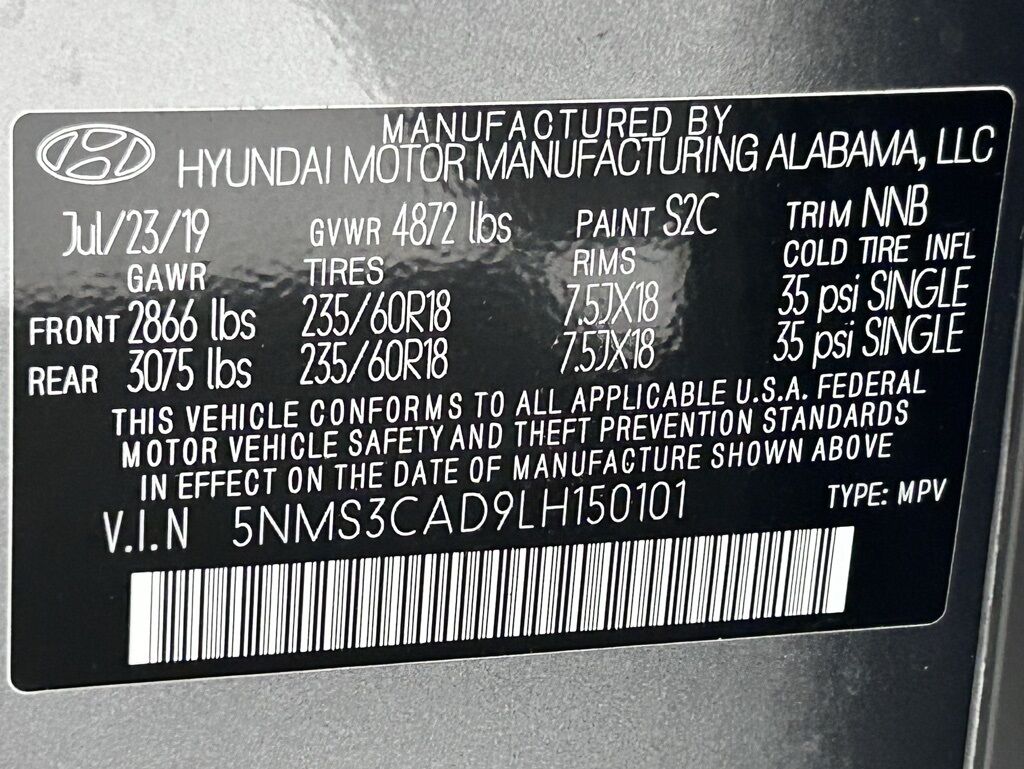 MANUFACTURED BY
HYUNDAI MOTOR MANUFACTURING ALABAMA, LLC
Jul/23/19 GVWR 4872 lbs PAINT S2C TRIM NNB
GAWR TIRES RIMS COLD TIRE INFL
FRONT 2866 lbs 235/60R18 7.5JX18 35 psi SINGLE
REAR 3075 lbs 235/60R18 7.5JX18 35 psi SINGLE
THIS VEHICLE CONFORMS TO ALL APPLICABLE U.S.A. FEDERAL
MOTOR VEHICLE SAFETY AND THEFT PREVENTION STANDARDS
IN EFFECT ON THE DATE OF MANUFACTURE SHOWN ABOVE
V.I.N 5NMS3CAD9LH150101 TYPE: MPV